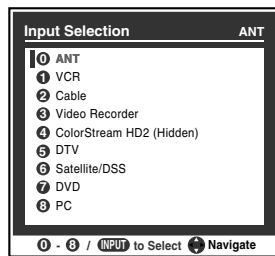 Input Selection ANT
0 ANT
1 VCR
2 Cable
3 Video Recorder
4 ColorStream HD2 (Hidden)
5 DTV
6 Satellite/DSS
7 DVD
8 PC
0 - 8 / INPUT to Select Navigate